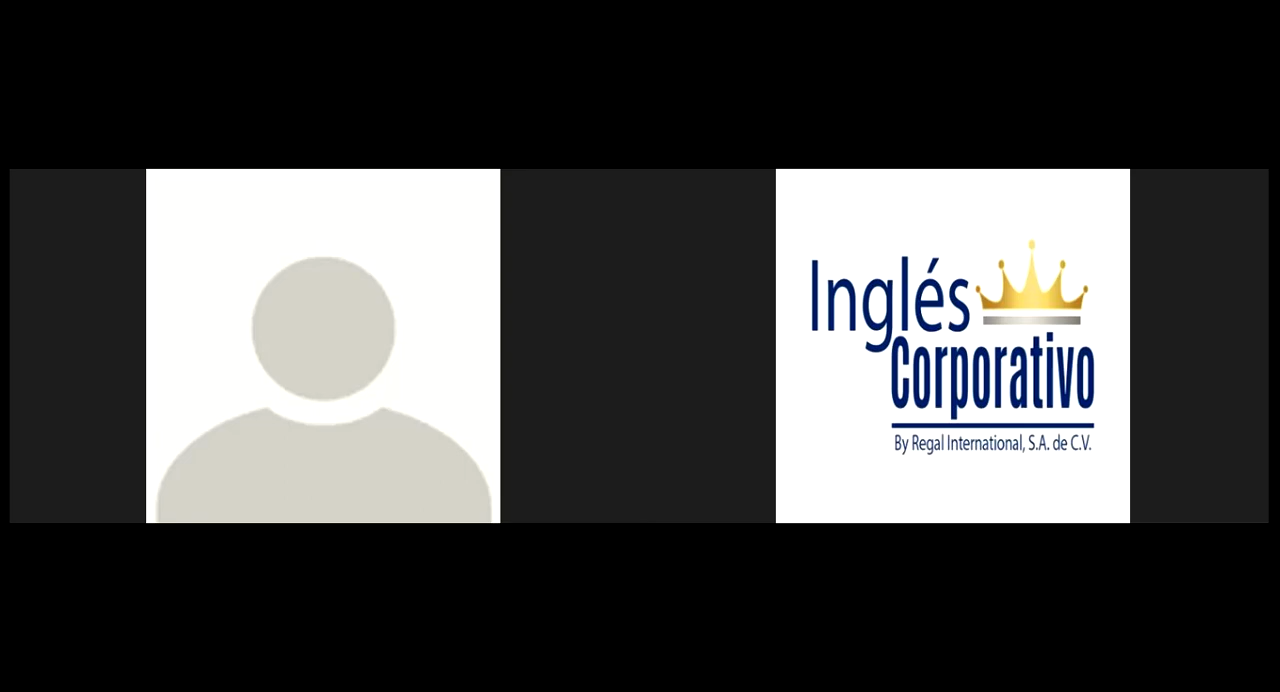 Inglés
Corporativo
By Regal International, S.A. de C.V.